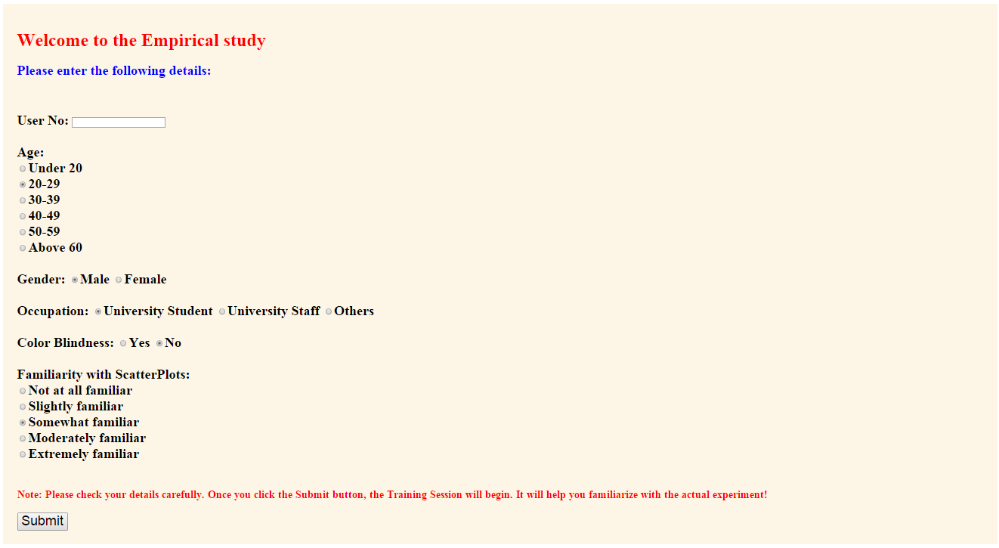 Welcome to the Empirical study
Please enter the following details:
User No:
Age:
Under 20
20-29
30-39
40-49
50-59
Above 60
Gender: Male Female
Occupation: University Student University Staff Others
Color Blindness: Yes No
Familiarity with ScatterPlots:
Not at all familiar
Slightly familiar
Somewhat familiar
Moderately familiar
Extremely familiar
Note: Please check your details carefully. Once you click the Submit button, the Training Session will begin. It will help you familiarize with the actual experiment!
Submit